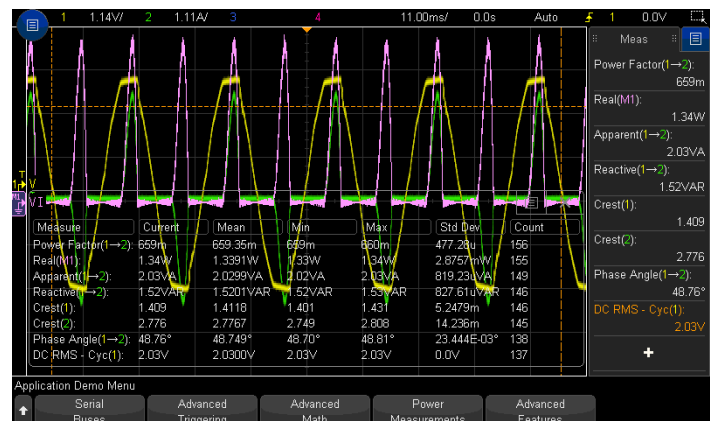 1 1.14V/ 2 1.11A/ 3 4 11.00ms/ 0.0s Auto 1 0.0V
Meas
Power Factor(1→2):
659m
Real(M1):
1.34W
Apparent(1→2):
2.03VA
Reactive(1→2):
1.52VAR
Crest(1):
1.409
Crest(2):
2.776
Phase Angle(1→2):
48.76°
DC RMS - Cyc(1):
2.03V
+
T
1 V
M1 VI
Measure Current Mean Min Max Std Dev Count
Power Factor(1→2): 659m 659.35m 659m 660m 477.28u 156
Real(M1): 1.34W 1.3391W 1.33W 1.34W 2.8757mW 155
Apparent(1→2): 2.03VA 2.0299VA 2.02VA 2.03VA 819.23uVA 149
Reactive(1→2): 1.52VAR 1.5201VAR 1.52VAR 1.53VAR 827.61uVAR 146
Crest(1): 1.409 1.4118 1.401 1.431 5.2479m 146
Crest(2): 2.776 2.7767 2.749 2.808 14.236m 145
Phase Angle(1→2): 48.76° 48.749° 48.70° 48.81° 23.444E-03° 138
DC RMS - Cyc(1): 2.03V 2.0300V 2.03V 2.03V 0.0V 137
Application Demo Menu
Serial Buses
Advanced Triggering
Advanced Math
Power Measurements
Advanced Features